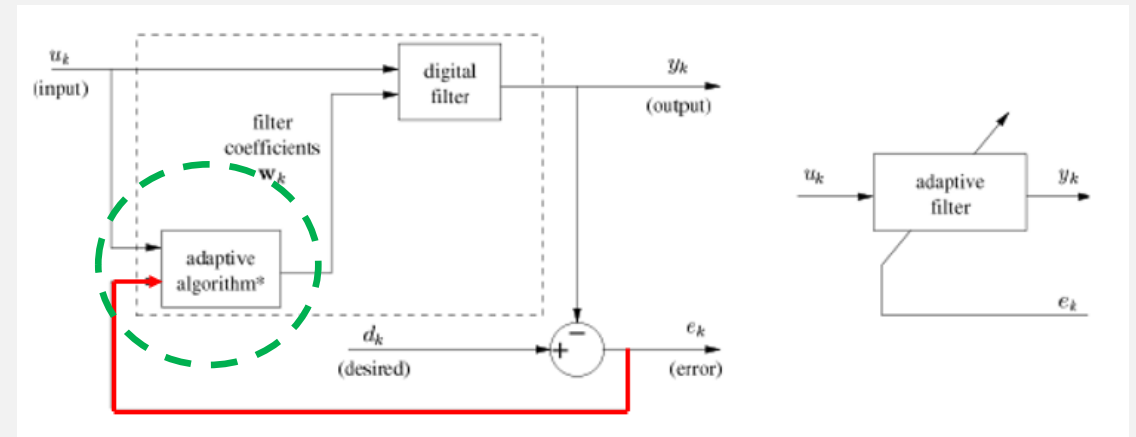 u_k
(input)
digital
filter
y_k
(output)
filter
coefficients
w_k
adaptive
algorithm*
d_k
(desired)
+
−
e_k
(error)
u_k
adaptive
filter
y_k
e_k